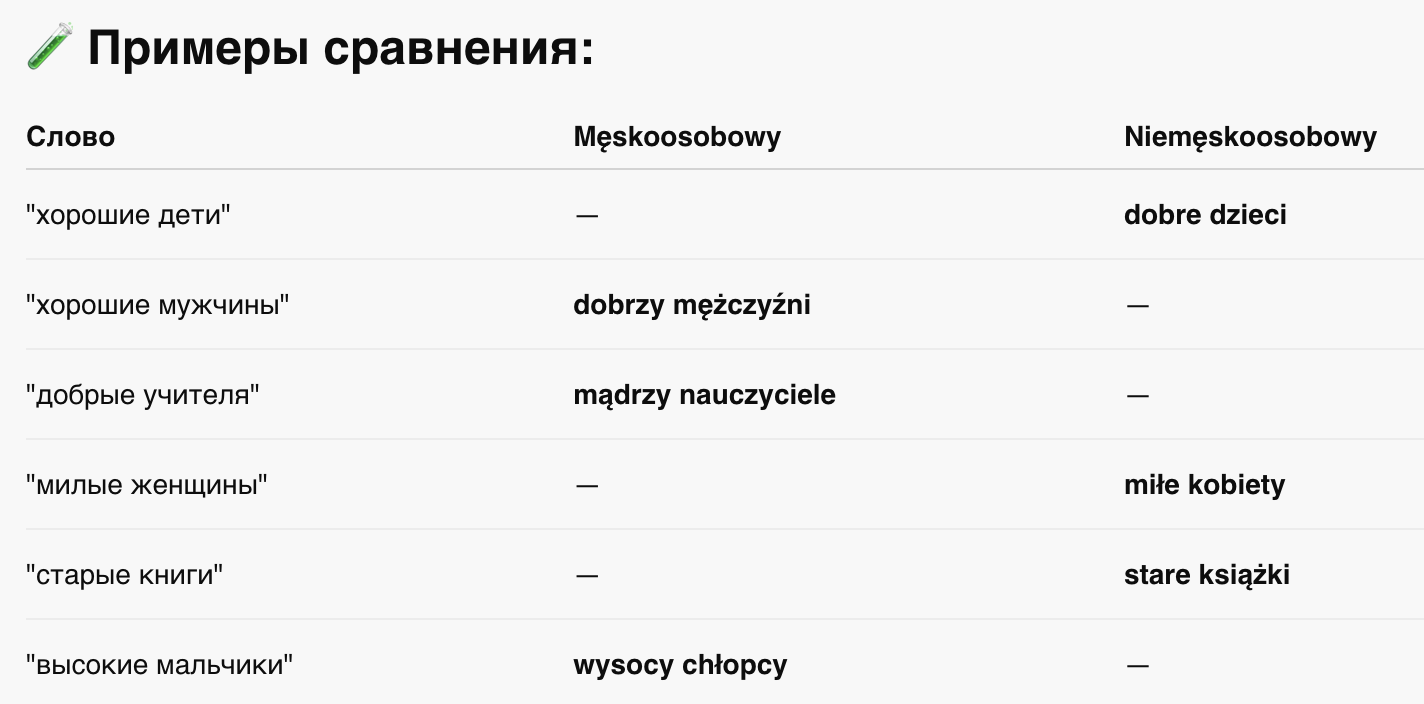 🧪 Примеры сравнения:
Слово Męskoosobowy Niemęskoosobowy
"хорошие дети" — dobre dzieci
"хорошие мужчины" dobrzy mężczyźni —
"добрые учителя" mądrzy nauczyciele —
"милые женщины" — miłe kobiety
"старые книги" — stare książki
"высокие мальчики" wysocy chłopcy —